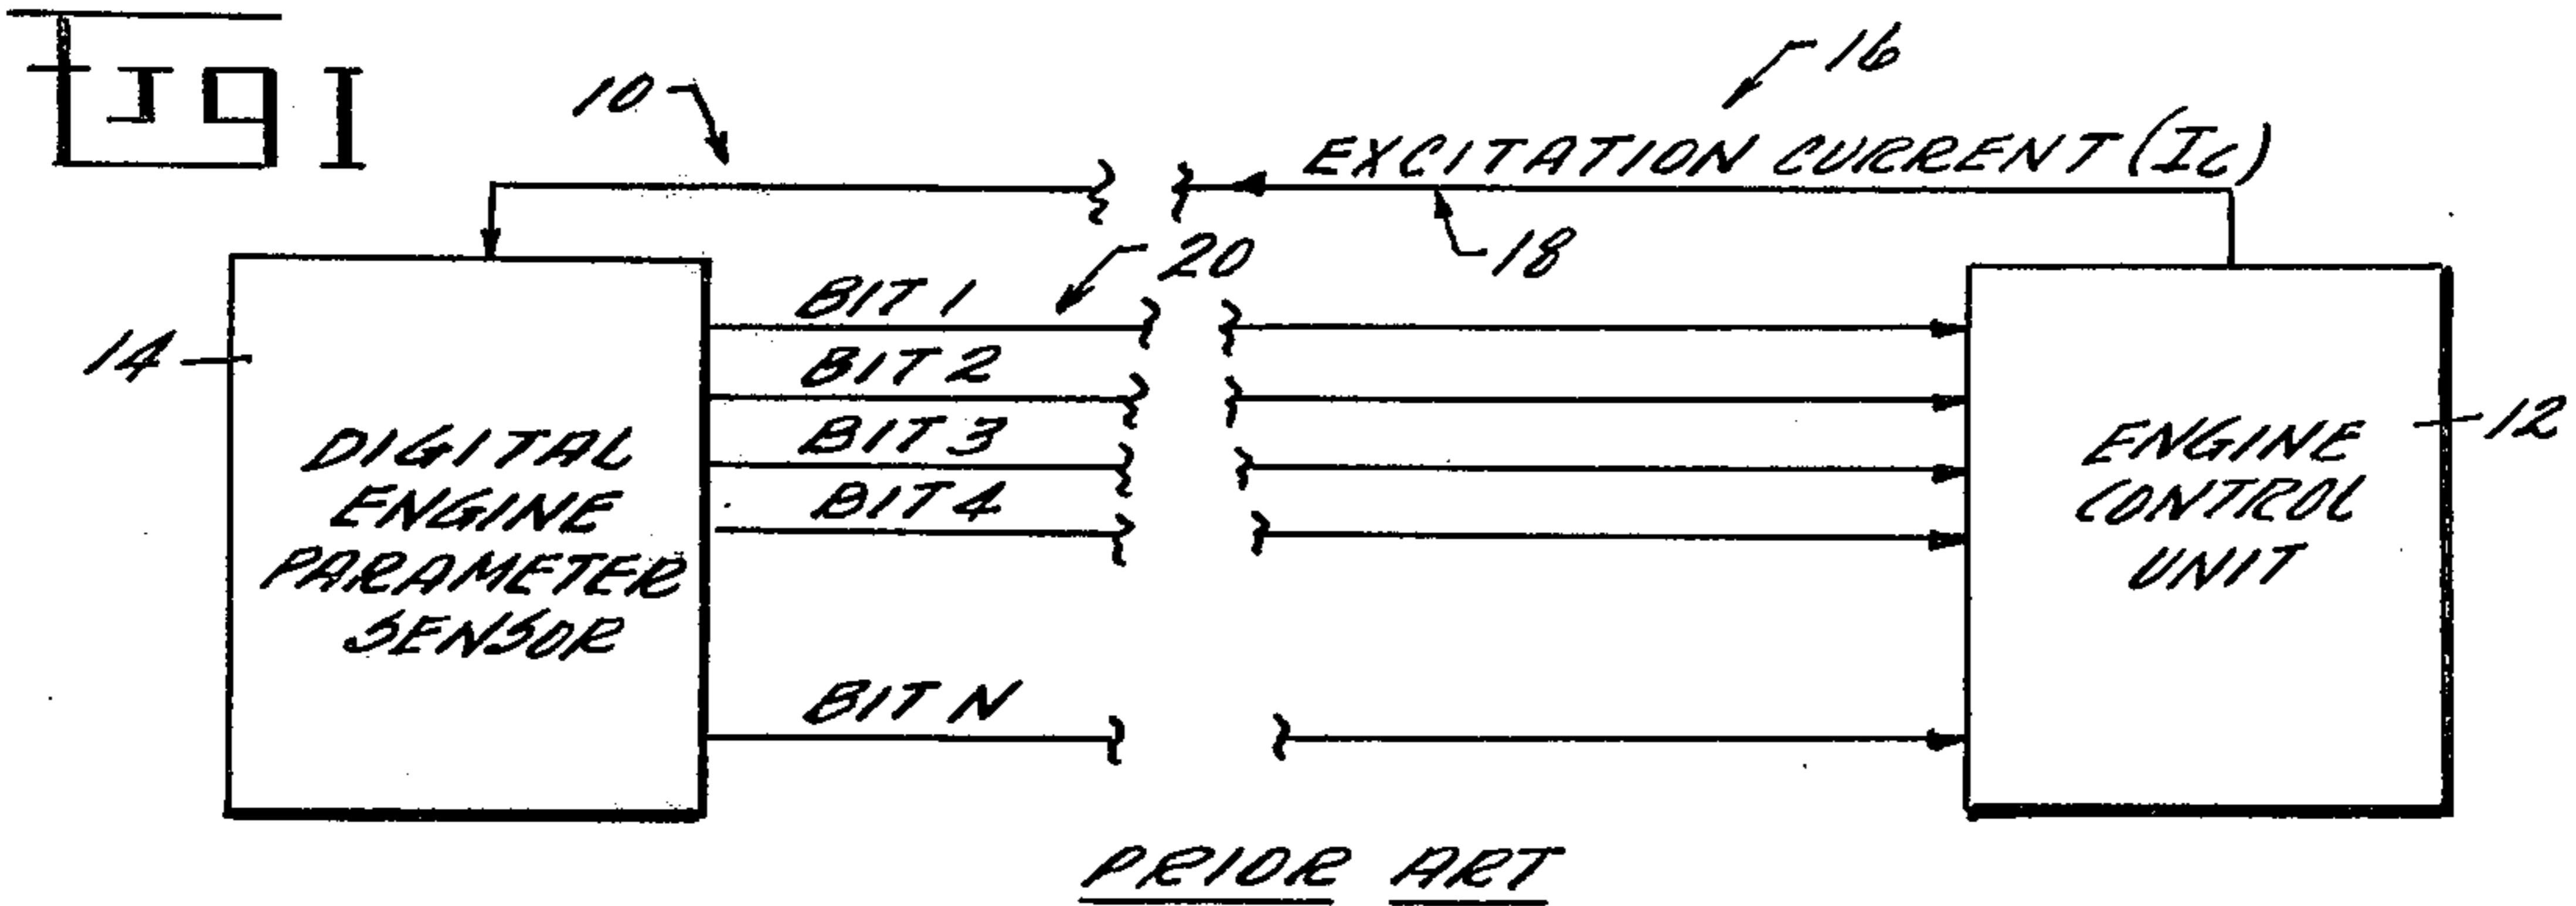 Fig 1
10
16
EXCITATION CURRENT (Ic)
18
20
BIT 1
BIT 2
BIT 3
BIT 4
BIT N
14
DIGITAL
ENGINE
PARAMETER
SENSOR
ENGINE
CONTROL
UNIT
12
PRIOR ART